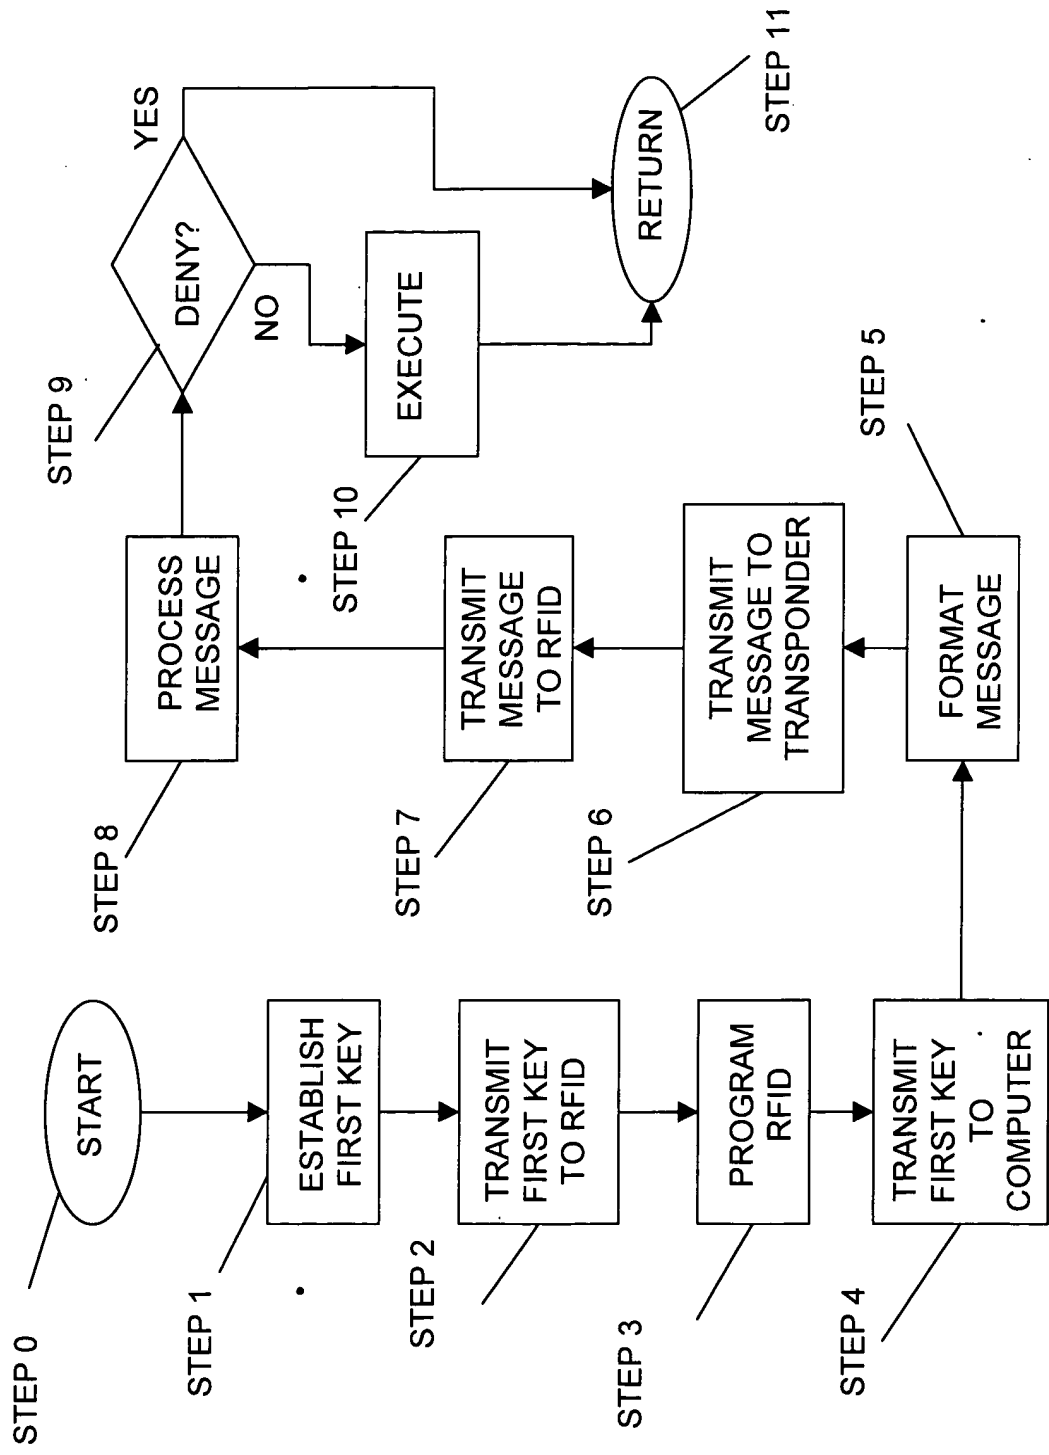 STEP 0
START
STEP 1
ESTABLISH
FIRST KEY
STEP 2
TRANSMIT
FIRST KEY
TO RFID
STEP 3
PROGRAM
RFID
STEP 4
TRANSMIT
FIRST KEY
TO
COMPUTER
STEP 5
FORMAT
MESSAGE
STEP 6
TRANSMIT
MESSAGE TO
TRANSPONDER
STEP 7
TRANSMIT
MESSAGE
TO RFID
STEP 8
PROCESS
MESSAGE
STEP 9
DENY?
YES
NO
STEP 10
EXECUTE
RETURN
STEP 11